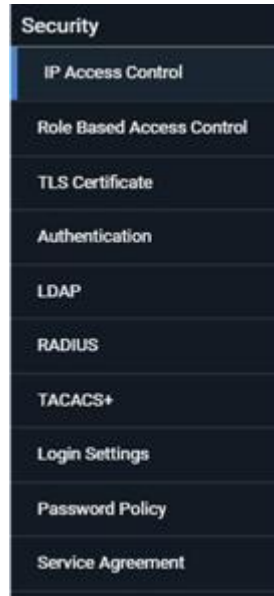 Security
IP Access Control
Role Based Access Control
TLS Certificate
Authentication
LDAP
RADIUS
TACACS+
Login Settings
Password Policy
Service Agreement